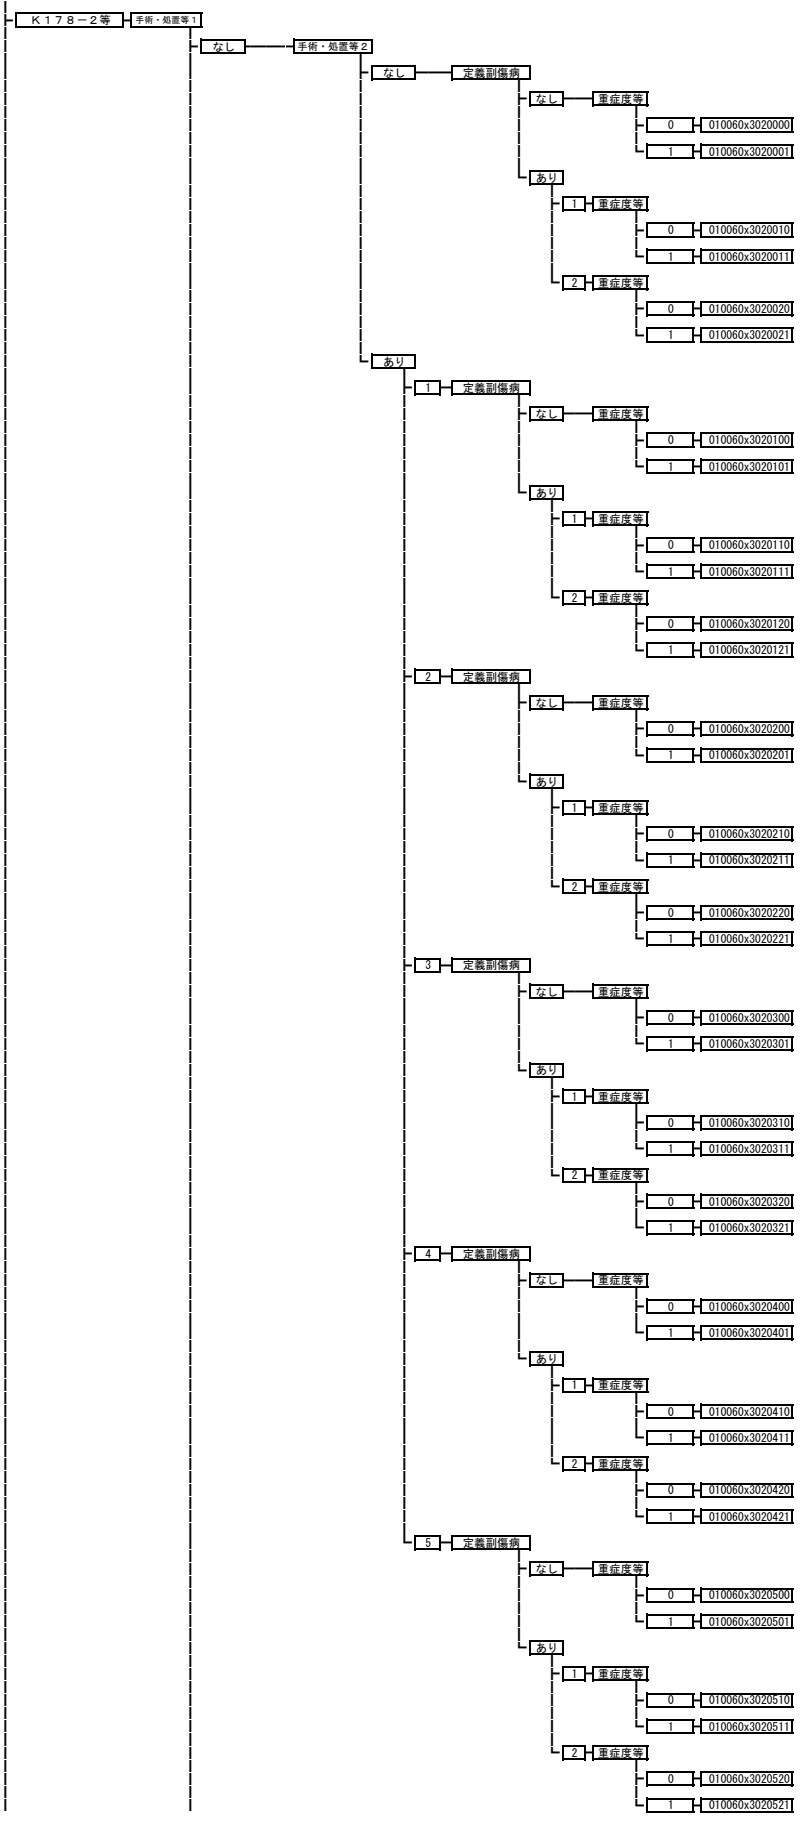 Ｋ１７８－２等 手術・処置等１
なし 手術・処置等２
なし 定義副傷病
なし 重症度等
0 010060x3020000
1 010060x3020001
あり
1 重症度等
0 010060x3020010
1 010060x3020011
2 重症度等
0 010060x3020020
1 010060x3020021
あり
1 定義副傷病
なし 重症度等
0 010060x3020100
1 010060x3020101
あり
1 重症度等
0 010060x3020110
1 010060x3020111
2 重症度等
0 010060x3020120
1 010060x3020121
2 定義副傷病
なし 重症度等
0 010060x3020200
1 010060x3020201
あり
1 重症度等
0 010060x3020210
1 010060x3020211
2 重症度等
0 010060x3020220
1 010060x3020221
3 定義副傷病
なし 重症度等
0 010060x3020300
1 010060x3020301
あり
1 重症度等
0 010060x3020310
1 010060x3020311
2 重症度等
0 010060x3020320
1 010060x3020321
4 定義副傷病
なし 重症度等
0 010060x3020400
1 010060x3020401
あり
1 重症度等
0 010060x3020410
1 010060x3020411
2 重症度等
0 010060x3020420
1 010060x3020421
5 定義副傷病
なし 重症度等
0 010060x3020500
1 010060x3020501
あり
1 重症度等
0 010060x3020510
1 010060x3020511
2 重症度等
0 010060x3020520
1 010060x3020521